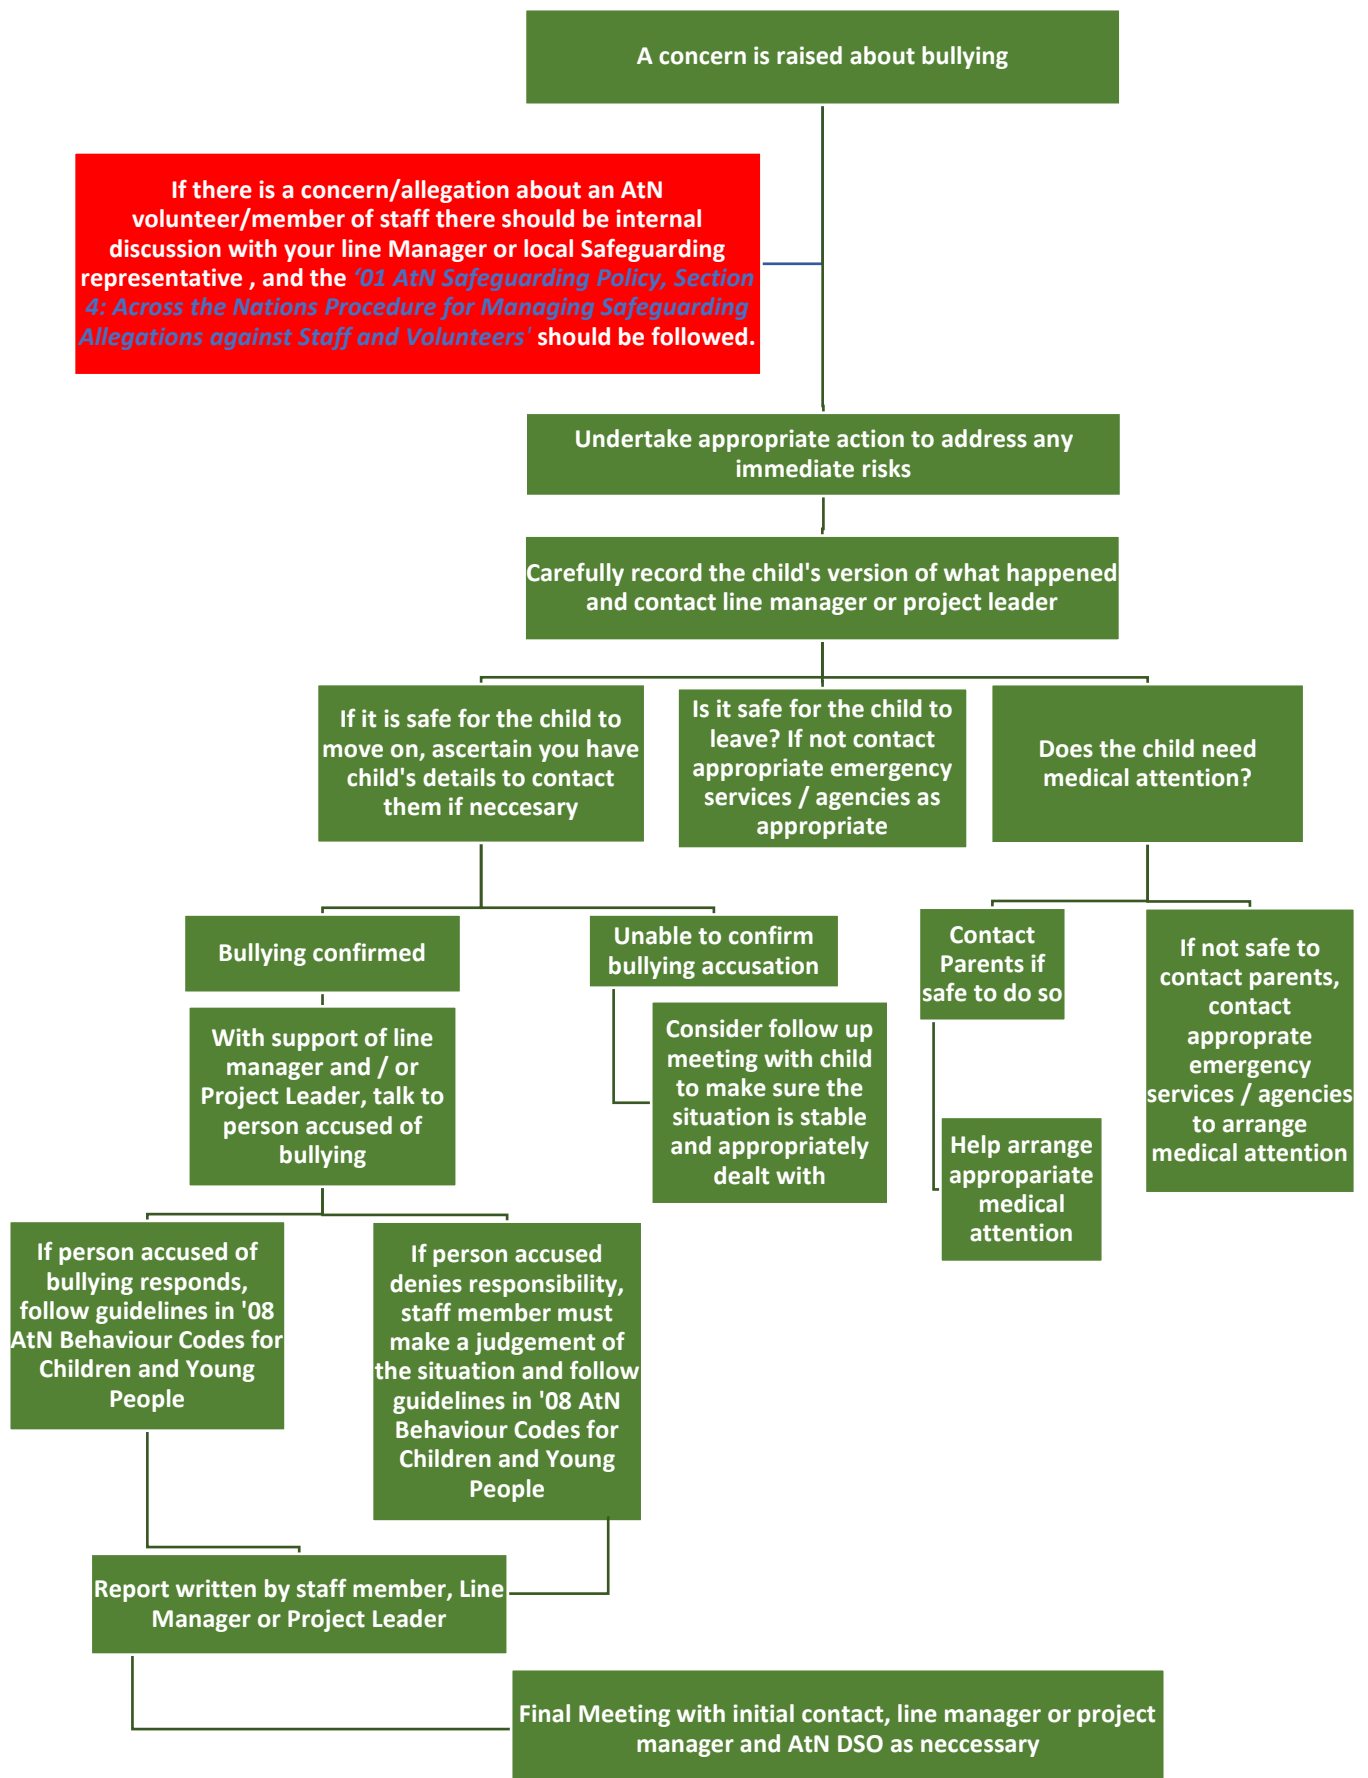 A concern is raised about bullying
If there is a concern/allegation about an AtN
volunteer/member of staff there should be internal
discussion with your line Manager or local Safeguarding
representative , and the ‘01 AtN Safeguarding Policy, Section
4: Across the Nations Procedure for Managing Safeguarding
Allegations against Staff and Volunteers' should be followed.
Undertake appropriate action to address any
immediate risks
Carefully record the child's version of what happened
and contact line manager or project leader
If it is safe for the child to
move on, ascertain you have
child's details to contact
them if neccesary
Is it safe for the child to
leave? If not contact
appropriate emergency
services / agencies as
appropriate
Does the child need
medical attention?
Bullying confirmed
Unable to confirm
bullying accusation
Contact
Parents if
safe to do so
If not safe to
contact parents,
contact
approprate
emergency
services / agencies
to arrange
medical attention
With support of line
manager and / or
Project Leader, talk to
person accused of
bullying
Consider follow up
meeting with child
to make sure the
situation is stable
and appropriately
dealt with
Help arrange
appropariate
medical
attention
If person accused of
bullying responds,
follow guidelines in '08
AtN Behaviour Codes for
Children and Young
People
If person accused
denies responsibility,
staff member must
make a judgement of
the situation and follow
guidelines in '08 AtN
Behaviour Codes for
Children and Young
People
Report written by staff member, Line
Manager or Project Leader
Final Meeting with initial contact, line manager or project
manager and AtN DSO as neccessary